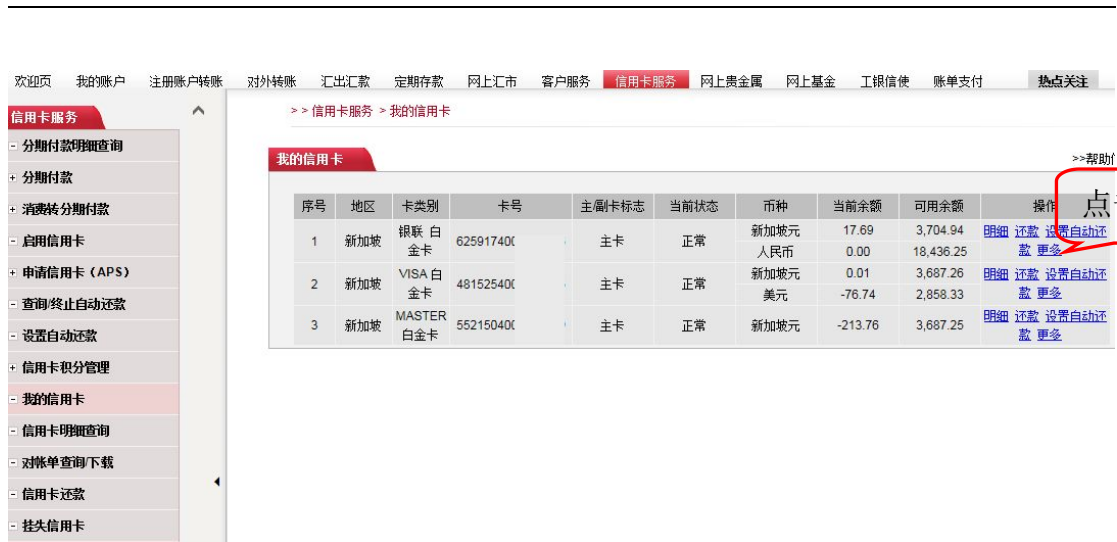 欢迎页 我的账户 注册账户转账 对外转账 汇出汇款 定期存款 网上汇市 客户服务 信用卡服务 网上贵金属 网上基金 工银信使 账单支付 热点关注
信用卡服务
- 分期付款明细查询
+ 分期付款
+ 消费转分期付款
- 启用信用卡
+ 申请信用卡（APS）
- 查询/终止自动还款
- 设置自动还款
+ 信用卡积分管理
- 我的信用卡
- 信用卡明细查询
- 对帐单查询/下载
- 信用卡还款
- 挂失信用卡
> > 信用卡服务 > 我的信用卡
我的信用卡
>>帮助
点
序号 地区 卡类别 卡号 主/副卡标志 当前状态 币种 当前余额 可用余额 操作
1 新加坡 银联 白金卡 625917400 主卡 正常 新加坡元 17.69 3,704.94 明细 还款 设置自动还款 更多
人民币 0.00 18,436.25
2 新加坡 VISA 白金卡 481525400 主卡 正常 新加坡元 0.01 3,687.26 明细 还款 设置自动还款 更多
美元 -76.74 2,858.33
3 新加坡 MASTER 白金卡 552150400 主卡 正常 新加坡元 -213.76 3,687.25 明细 还款 设置自动还款 更多